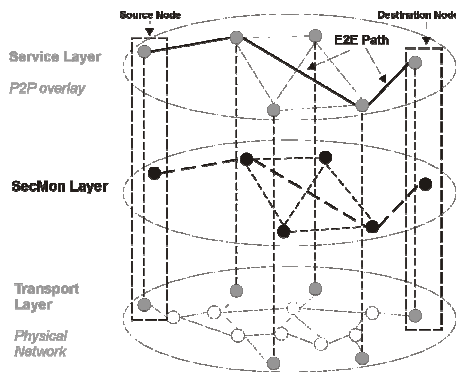 Source Node
Destination Node
E2E Path
Service Layer
P2P overlay
SecMon Layer
Transport
Layer
Physical
Network